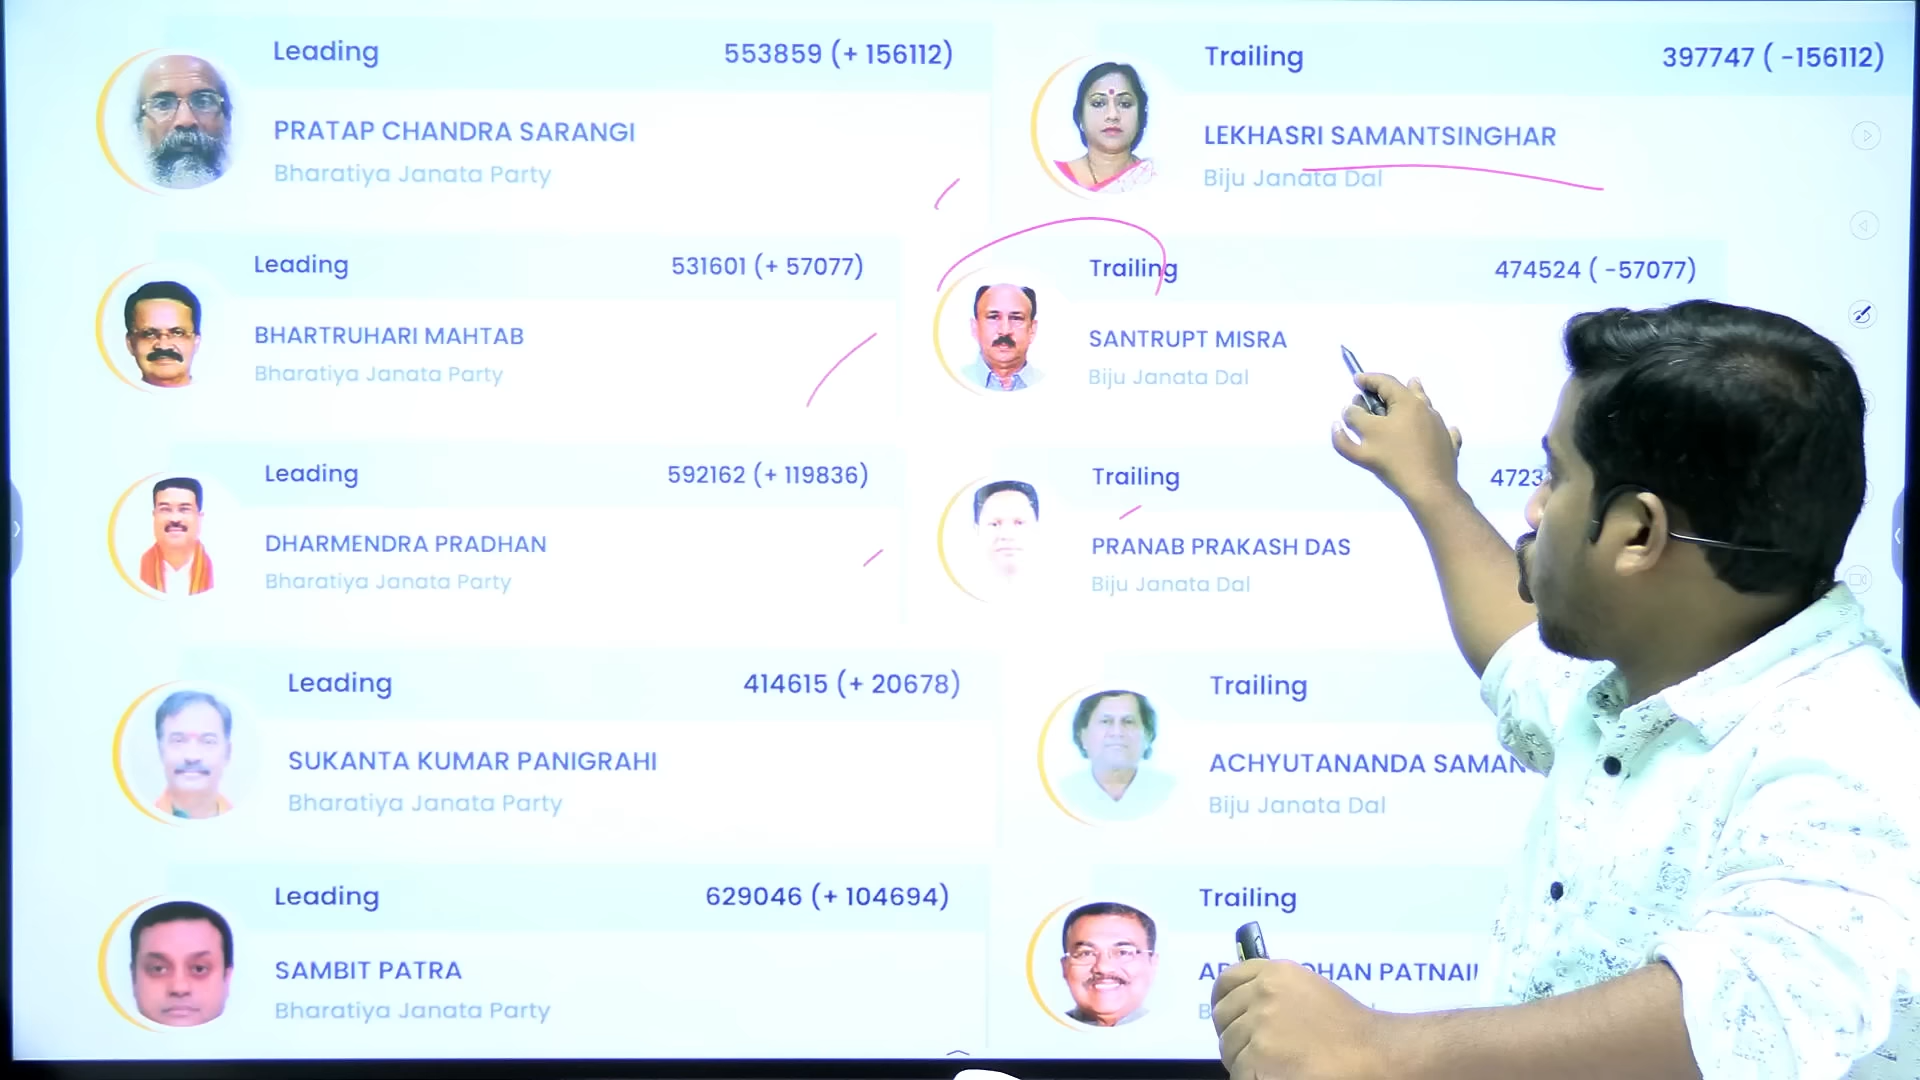 Leading 553859 (+ 156112)
PRATAP CHANDRA SARANGI
Bharatiya Janata Party
Trailing 397747 ( -156112)
LEKHASRI SAMANTSINGHAR
Biju Janata Dal
Leading 531601 (+ 57077)
BHARTRUHARI MAHTAB
Bharatiya Janata Party
Trailing 474524 ( -57077)
SANTRUPT MISRA
Biju Janata Dal
Leading 592162 (+ 119836)
DHARMENDRA PRADHAN
Bharatiya Janata Party
Trailing
PRANAB PRAKASH DAS
Biju Janata Dal
Leading 414615 (+ 20678)
SUKANTA KUMAR PANIGRAHI
Bharatiya Janata Party
Trailing
ACHYUTANANDA
Biju Janata Dal
Leading 629046 (+ 104694)
SAMBIT PATRA
Bharatiya Janata Party
Trailing